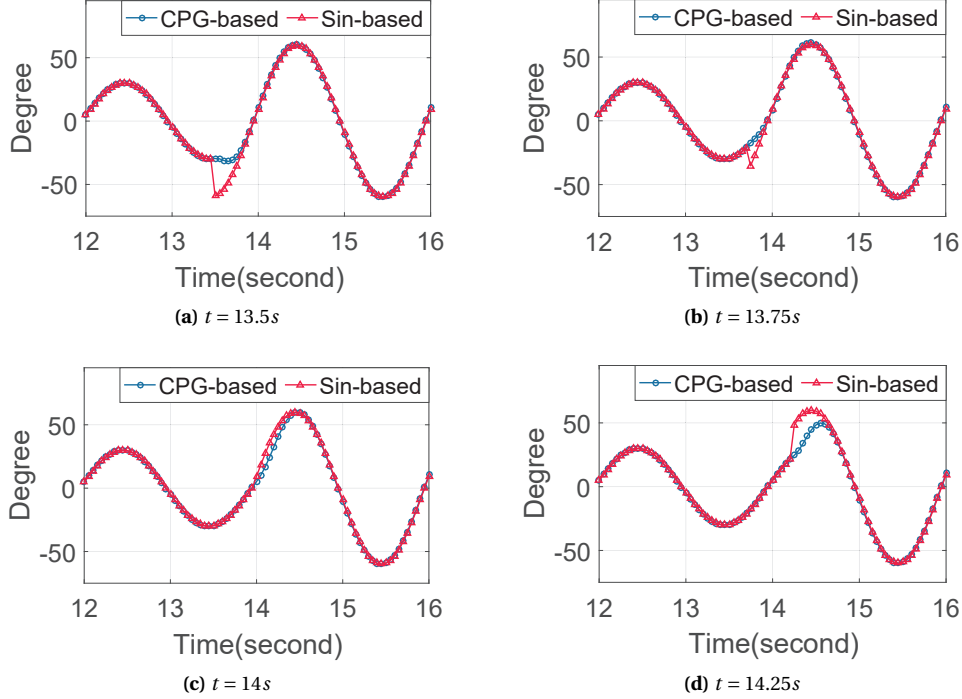 CPG-based Sin-based
50
0
-50
Degree
12 13 14 15 16
Time(second)
(a) t = 13.5s
CPG-based Sin-based
50
0
-50
Degree
12 13 14 15 16
Time(second)
(b) t = 13.75s
CPG-based Sin-based
50
0
-50
Degree
12 13 14 15 16
Time(second)
(c) t = 14s
CPG-based Sin-based
50
0
-50
Degree
12 13 14 15 16
Time(second)
(d) t = 14.25s